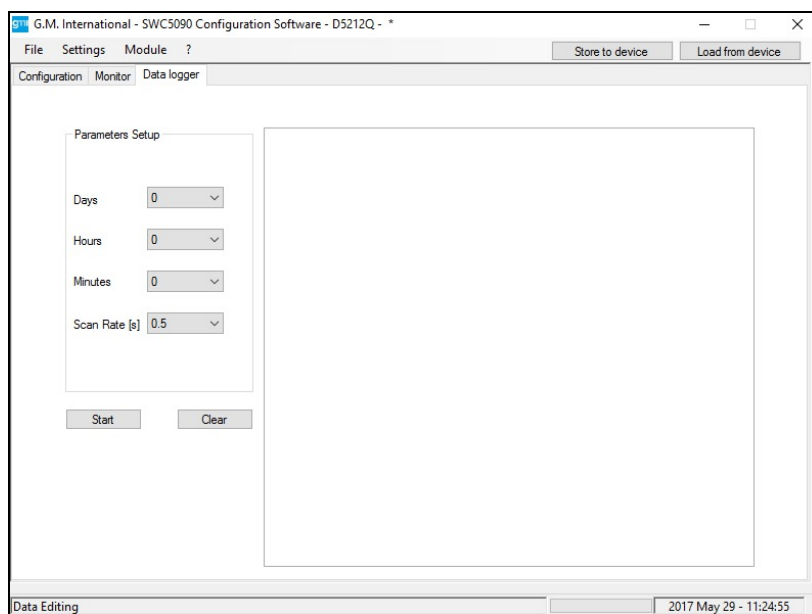 gmi G.M. International - SWC5090 Configuration Software - D5212Q - *
File Settings Module ? Store to device Load from device
Configuration Monitor Data logger
Parameters Setup
Days 0
Hours 0
Minutes 0
Scan Rate [s] 0.5
Start Clear
Data Editing 2017 May 29 - 11:24:55